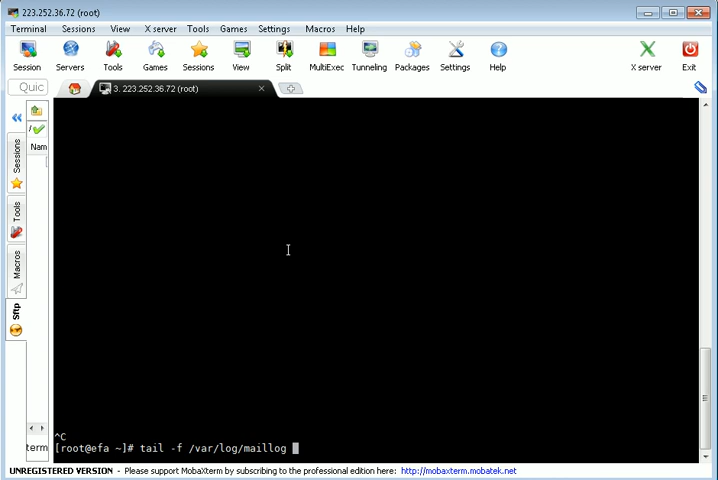 223.252.36.72 (root)
Terminal Sessions View X server Tools Games Settings Macros Help
Session Servers Tools Games Sessions View Split MultiExec Tunneling Packages Settings Help X server Exit
Quic
3. 223.252.36.72 (root)
/
Nam
Sessions
Tools
Macros
Sftp
^C
[root@efa ~]# tail -f /var/log/maillog
term
UNREGISTERED VERSION - Please support MobaXterm by subscribing to the professional edition here: http://mobaxterm.mobatek.net